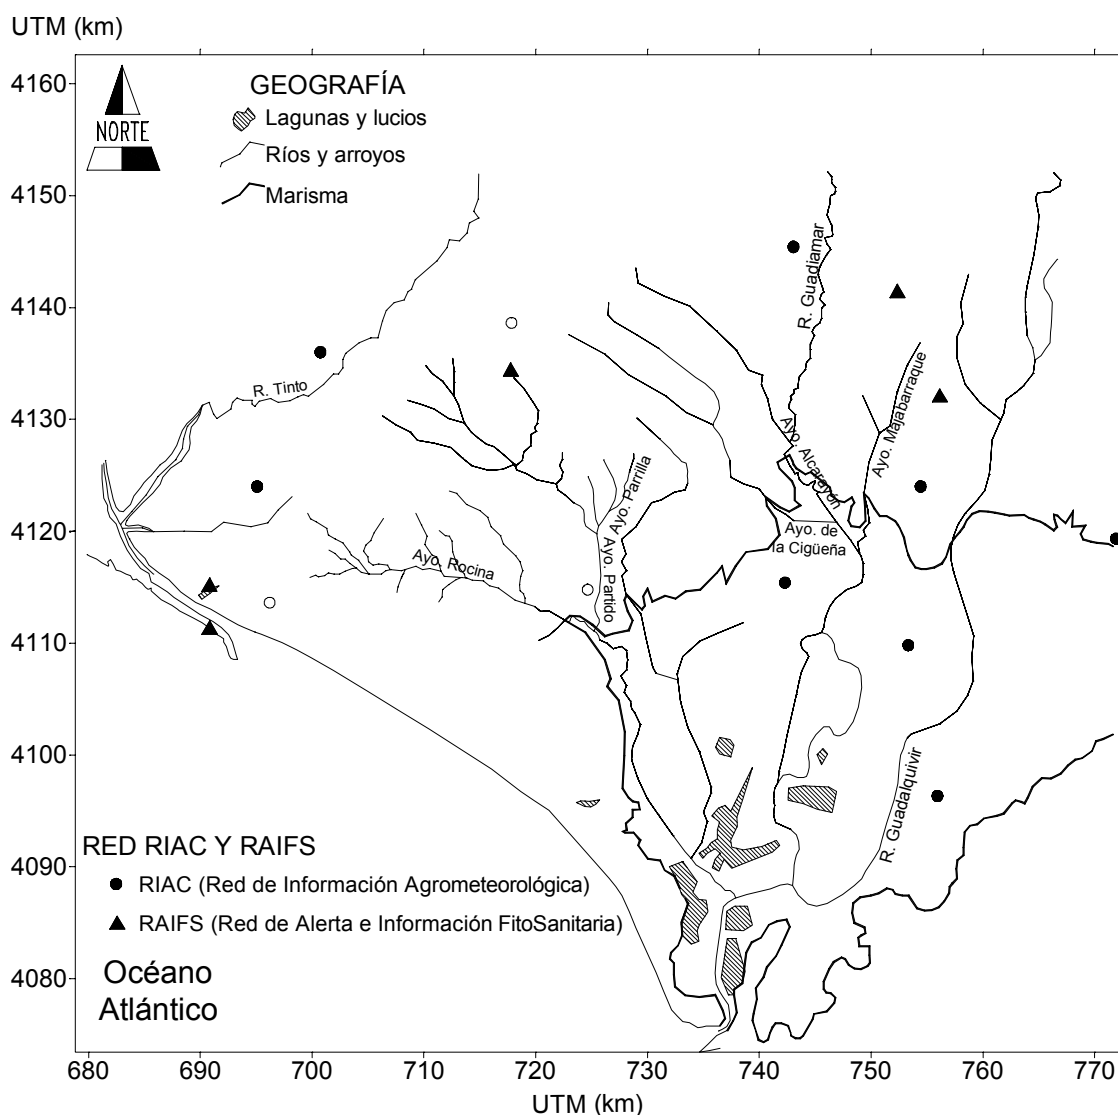 UTM (km)
4160
4150
4140
4130
4120
4110
4100
4090
4080
NORTE
GEOGRAFÍA
Lagunas y lucios
Ríos y arroyos
Marisma
R. Tinto
R. Guadiamar
Ayo. Majabarraque
Ayo. Alcarayón
Ayo. Parrilla
Ayo. Partido
Ayo. Rocina
Ayo. de
la Cigüeña
R. Guadalquivir
RED RIAC Y RAIFS
RIAC (Red de Información Agrometeorológica)
RAIFS (Red de Alerta e Información FitoSanitaria)
Océano
Atlántico
680 690 700 710 720 730 740 750 760 770
UTM (km)